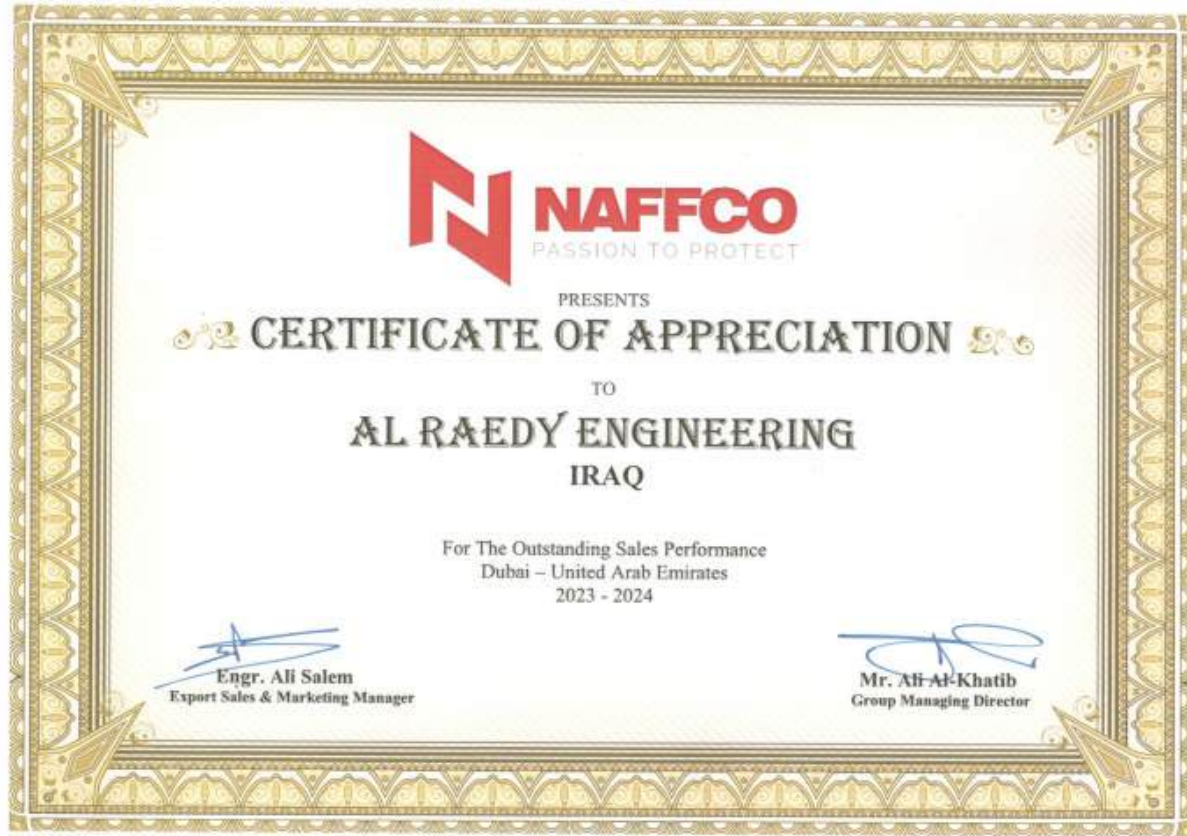 NAFFCO
PASSION TO PROTECT
PRESENTS
CERTIFICATE OF APPRECIATION
TO
AL RAEDY ENGINEERING
IRAQ
For The Outstanding Sales Performance
Dubai – United Arab Emirates
2023 - 2024
Engr. Ali Salem
Export Sales & Marketing Manager
Mr. Ali Al-Khatib
Group Managing Director